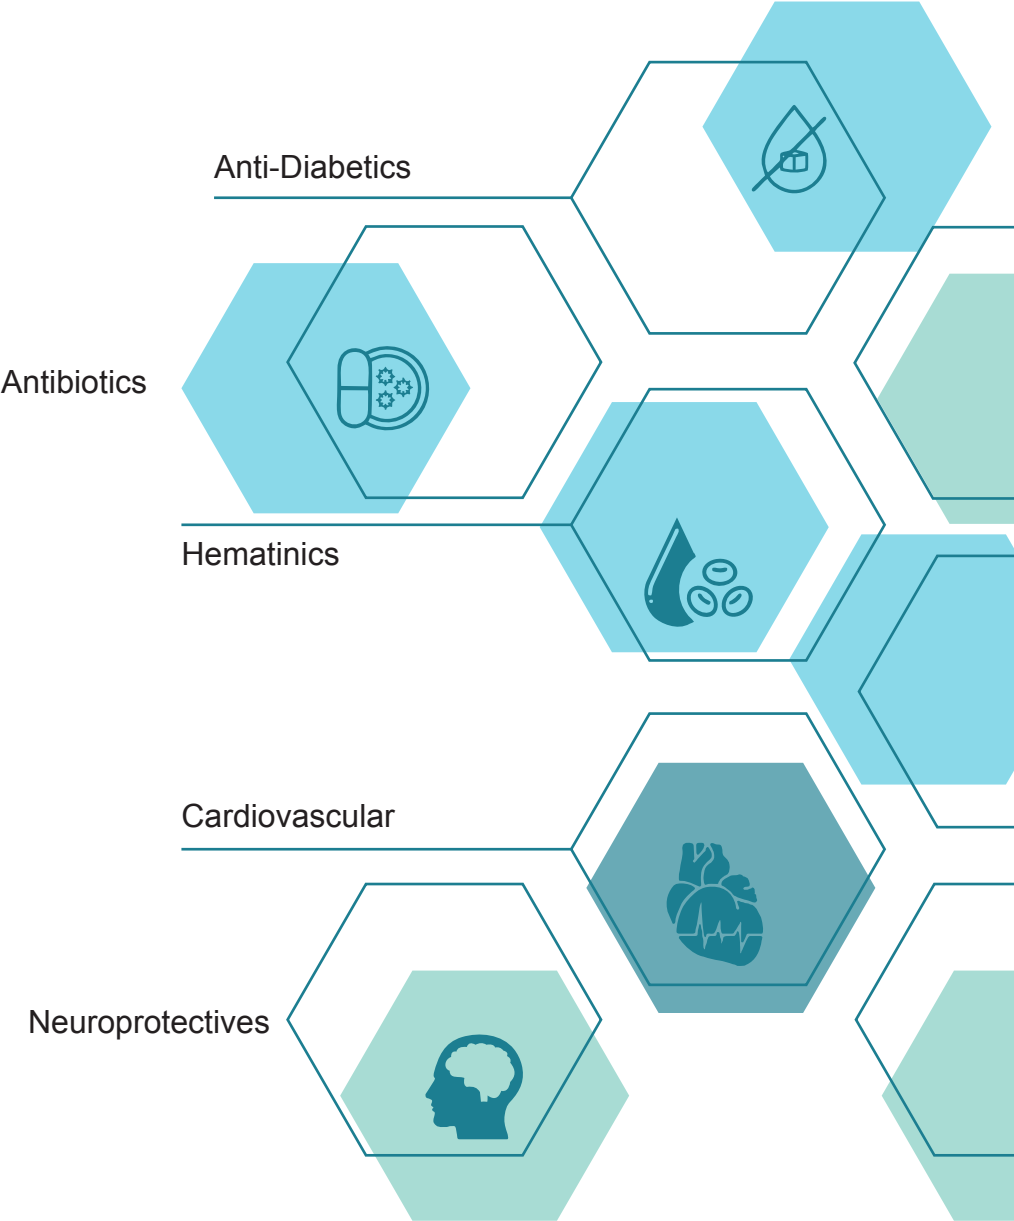 Anti-Diabetics
Antibiotics
Hematinics
Cardiovascular
Neuroprotectives